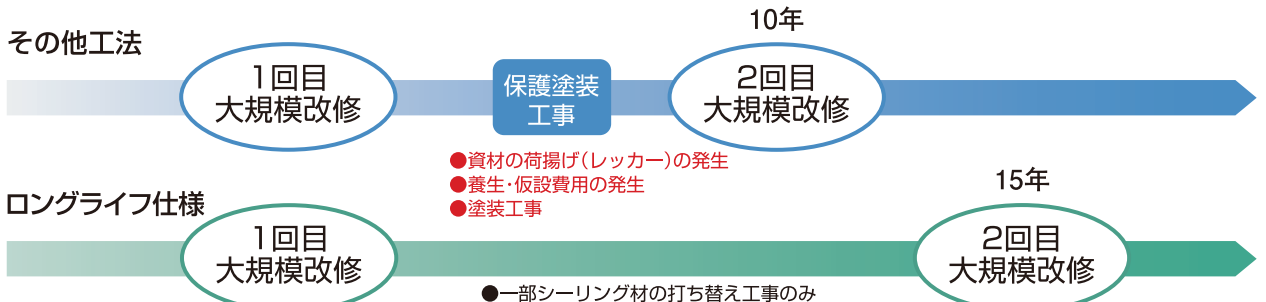 その他工法
1回目
大規模改修
保護塗装
工事
10年
2回目
大規模改修
●資材の荷揚げ（レッカー）の発生
●養生・仮設費用の発生
●塗装工事
ロングライフ仕様
1回目
大規模改修
15年
2回目
大規模改修
●一部シーリング材の打ち替え工事のみ